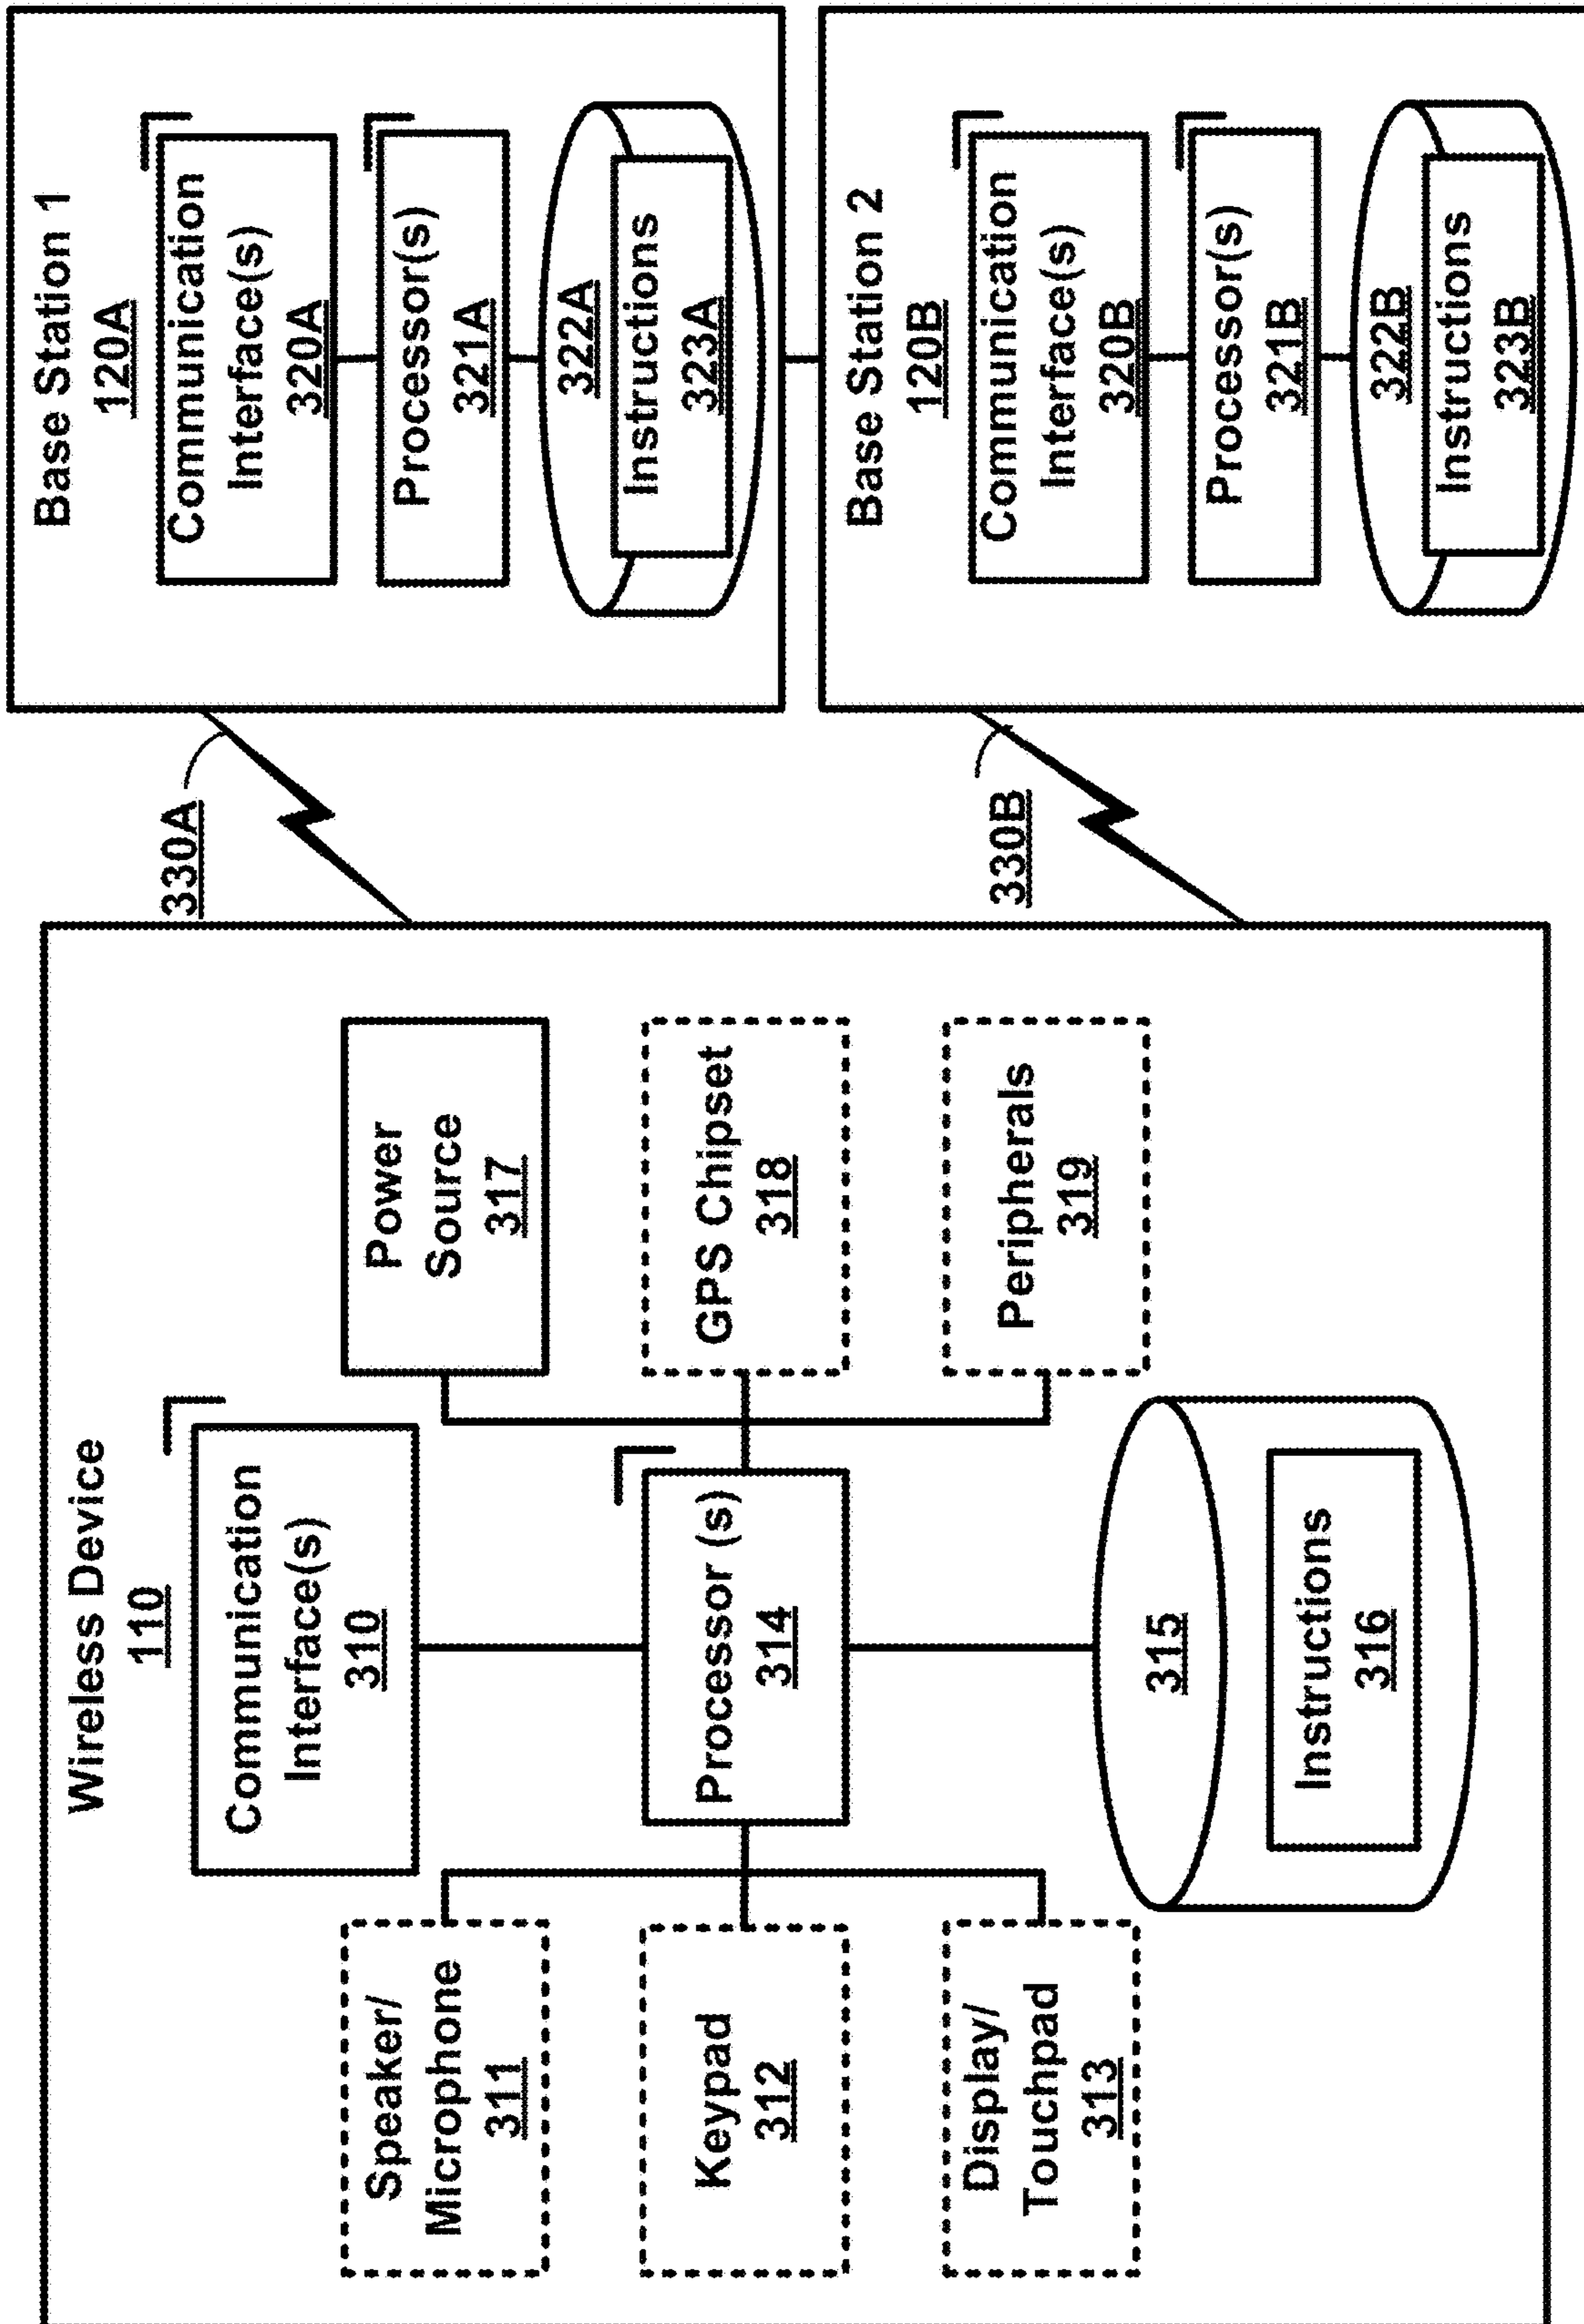 Wireless Device
110
Communication
Interface(s)
310
Speaker/
Microphone
311
Power
Source
317
Keypad
312
Processor (s)
314
GPS Chipset
318
Display/
Touchpad
313
Peripherals
319
315
Instructions
316
330A
330B
Base Station 1
120A
Communication
Interface(s)
320A
Processor(s)
321A
322A
Instructions
323A
Base Station 2
120B
Communication
Interface(s)
320B
Processor(s)
321B
322B
Instructions
323B